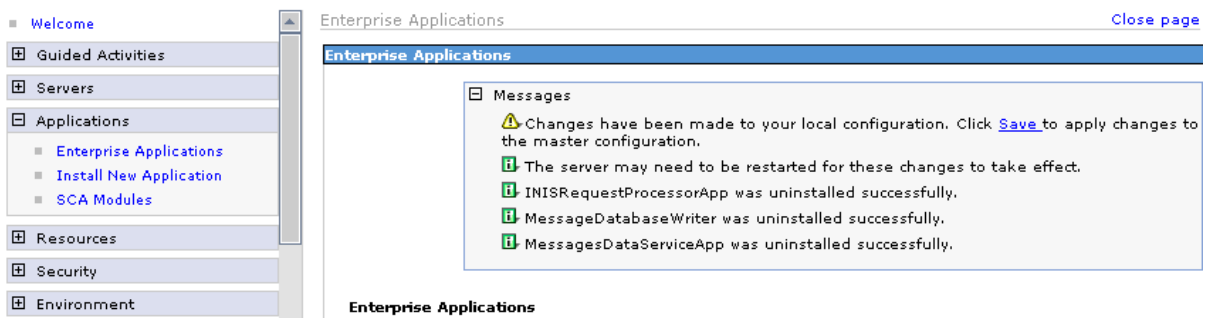 Welcome
Guided Activities
Servers
Applications
Enterprise Applications
Install New Application
SCA Modules
Resources
Security
Environment
Enterprise Applications
Close page
Enterprise Applications
Messages
Changes have been made to your local configuration. Click Save to apply changes to
the master configuration.
The server may need to be restarted for these changes to take effect.
INISRequestProcessorApp was uninstalled successfully.
MessageDatabaseWriter was uninstalled successfully.
MessagesDataServiceApp was uninstalled successfully.
Enterprise Applications